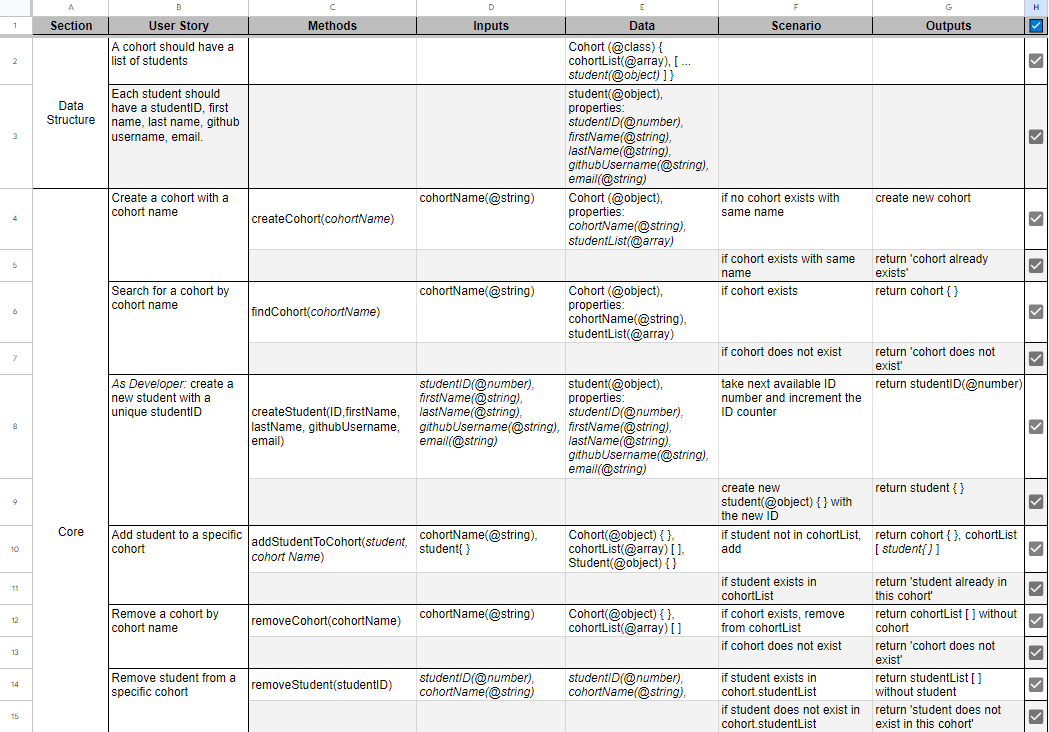 A B C D E F G H
1 Section User Story Methods Inputs Data Scenario Outputs
2
A cohort should have a
list of students
Cohort (@class) {
cohortList(@array), [ ...
student(@object) ] }
Data
Structure
3
Each student should
have a studentID, first
name, last name, github
username, email.
student(@object),
properties:
studentID(@number),
firstName(@string),
lastName(@string),
githubUsername(@string),
email(@string)
Core
4
Create a cohort with a
cohort name
createCohort(cohortName)
cohortName(@string)
Cohort (@object),
properties:
cohortName(@string),
studentList(@array)
if no cohort exists with
same name
create new cohort
5
if cohort exists with same
name
return 'cohort already
exists'
6
Search for a cohort by
cohort name
findCohort(cohortName)
cohortName(@string)
Cohort (@object),
properties:
cohortName(@string),
studentList(@array)
if cohort exists
return cohort { }
7
if cohort does not exist
return 'cohort does not
exist'
8
As Developer: create a
new student with a
unique studentID
createStudent(ID,firstName,
lastName, githubUsername,
email)
studentID(@number),
firstName(@string),
lastName(@string),
githubUsername(@string),
email(@string)
student(@object),
properties:
studentID(@number),
firstName(@string),
lastName(@string),
githubUsername(@string),
email(@string)
take next available ID
number and increment the
ID counter
return studentID(@number)
9
create new
student(@object) { } with
the new ID
return student { }
10
Add student to a specific
cohort
addStudentToCohort(student,
cohort Name)
cohortName(@string),
student{ }
Cohort(@object) { },
cohortList(@array) [ ],
Student(@object) { }
if student not in cohortList,
add
return cohort { }, cohortList
[ student{ } ]
11
if student exists in
cohortList
return 'student already in
this cohort'
12
Remove a cohort by
cohort name
removeCohort(cohortName)
cohortName(@string)
Cohort(@object) { },
cohortList(@array) [ ]
if cohort exists, remove
from cohortList
return cohortList [ ] without
cohort
13
if cohort does not exist
return 'cohort does not
exist'
14
Remove student from a
specific cohort
removeStudent(studentID)
studentID(@number),
cohortName(@string)
studentID(@number),
cohortName(@string),
if student exists in
cohort.studentList
return studentList [ ]
without student
15
if student does not exist in
cohort.studentList
return 'student does not
exist in this cohort'